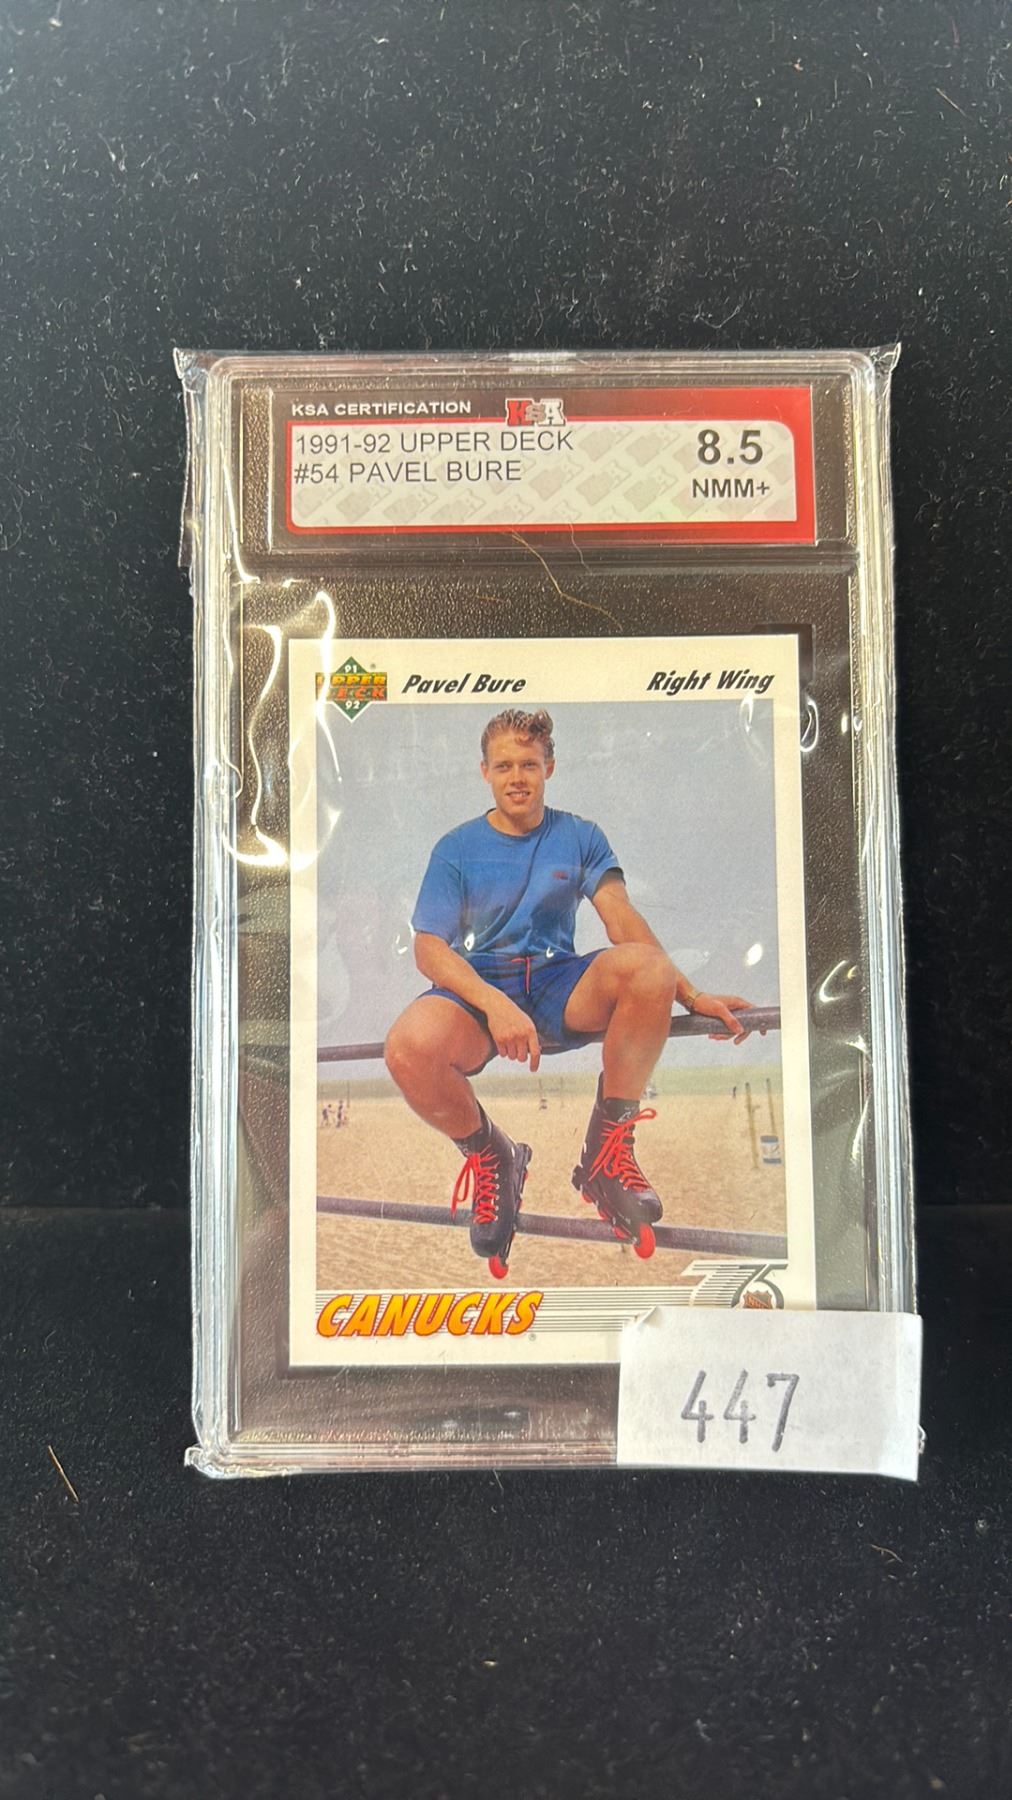 KSA CERTIFICATION KSA
1991-92 UPPER DECK 8.5
#54 PAVEL BURE NMM+
91
UPPER
DECK
92
Pavel Bure Right Wing
CANUCKS
75
447